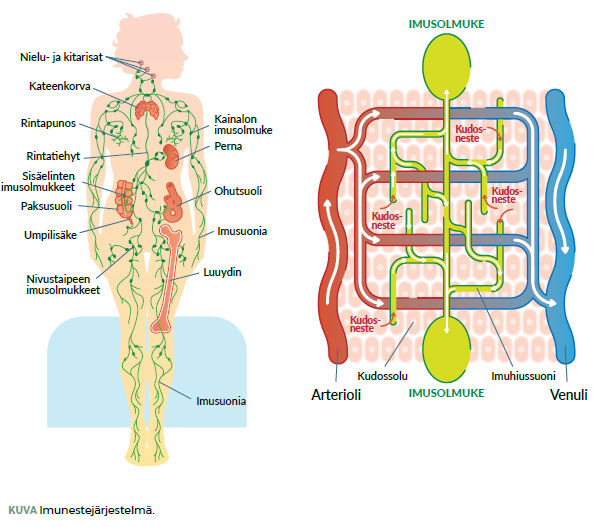 Nielu- ja kitarisat
Kateenkorva
Rintapunos
Rintatiehyt
Sisäelinten
imusolmukkeet
Paksusuoli
Umpilisäke
Nivustaipeen
imusolmukkeet
Kainalon
imusolmuke
Perna
Ohutsuoli
Imusuonia
Luuydin
Imusuonia
IMUSOLMUKE
Kudos-
neste
Kudos-
neste
Kudos-
neste
Kudos-
neste
Kudossolu
Imuhiussuoni
Arterioli
IMUSOLMUKE
Venuli
KUVA Imunestejärjestelmä.